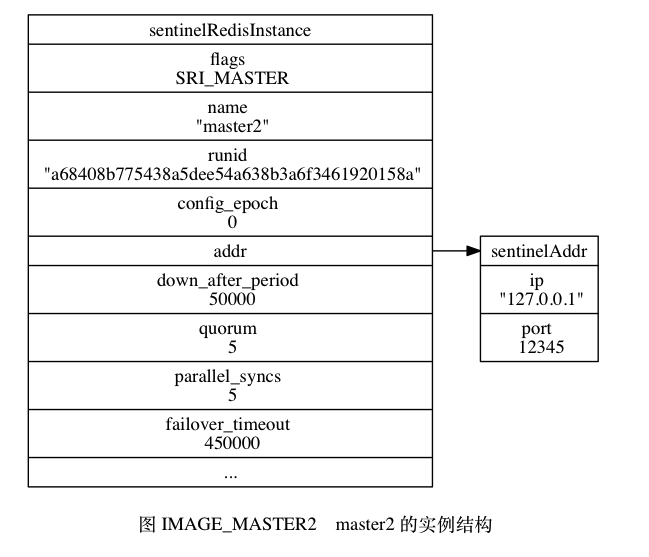 sentinelRedisInstance
flags
SRI_MASTER
name
"master2"
runid
"a68408b775438a5dee54a638b3a6f3461920158a"
config_epoch
0
addr
sentinelAddr
down_after_period
50000
ip
"127.0.0.1"
quorum
5
port
12345
parallel_syncs
5
failover_timeout
450000
...
图 IMAGE_MASTER2 master2 的实例结构